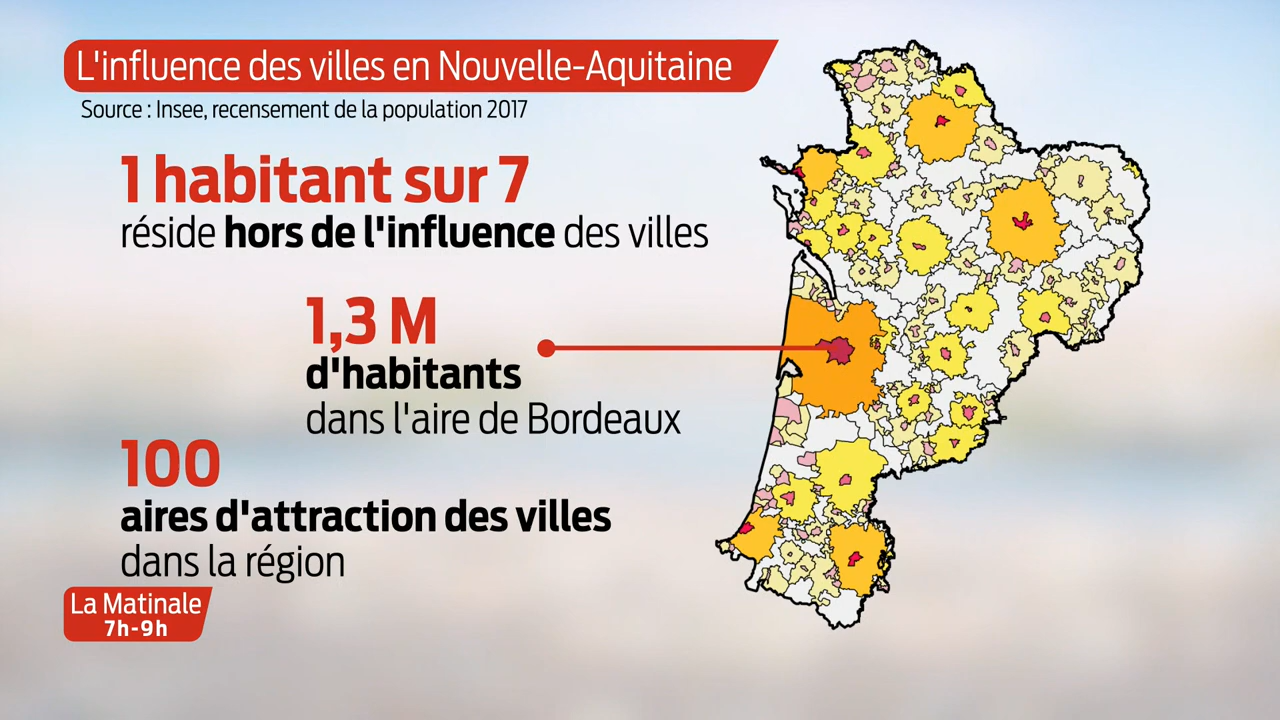 L'influence des villes en Nouvelle-Aquitaine
Source : Insee, recensement de la population 2017
1 habitant sur 7
réside hors de l'influence des villes
1,3 M
d'habitants
dans l'aire de Bordeaux
100
aires d'attraction des villes
dans la région
La Matinale
7h-9h